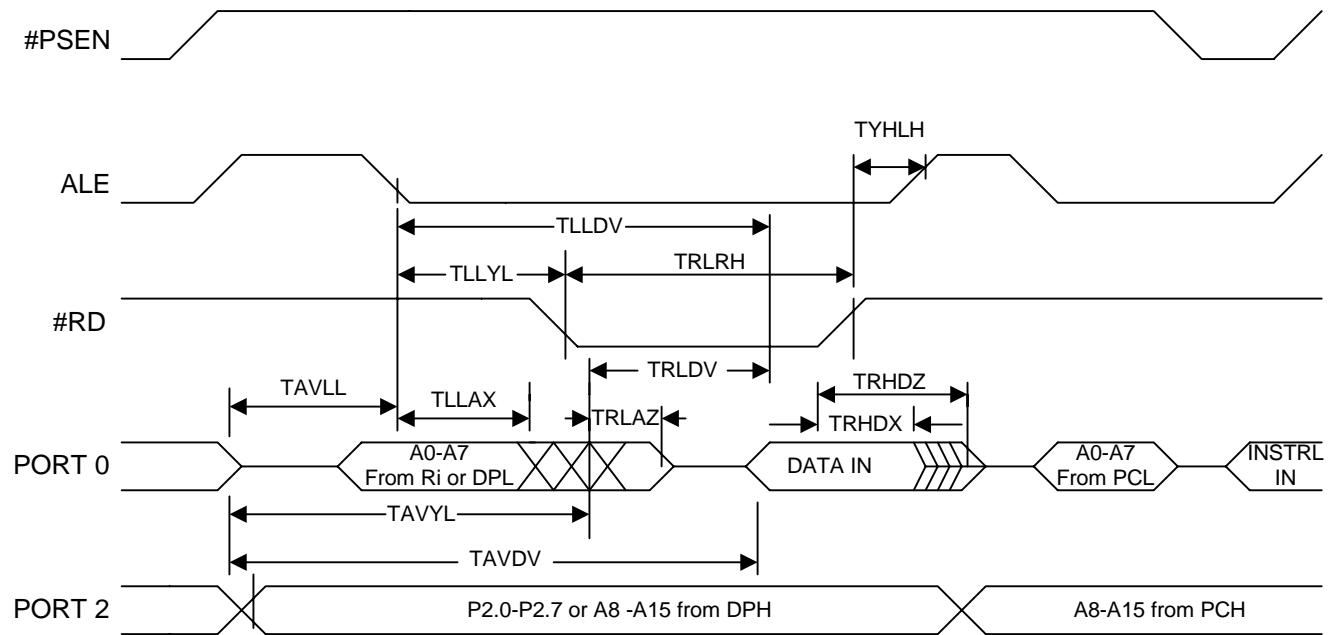 #PSEN
TYHLH
ALE
TLLDV
TLLYL
TRLRH
#RD
TRLDV
TAVLL
TLLAX
TRLAZ
TRHDZ
TRHDX
PORT 0
A0-A7
From Ri or DPL
DATA IN
A0-A7
From PCL
INSTRL
IN
TAVYL
TAVDV
PORT 2
P2.0-P2.7 or A8 -A15 from DPH
A8-A15 from PCH